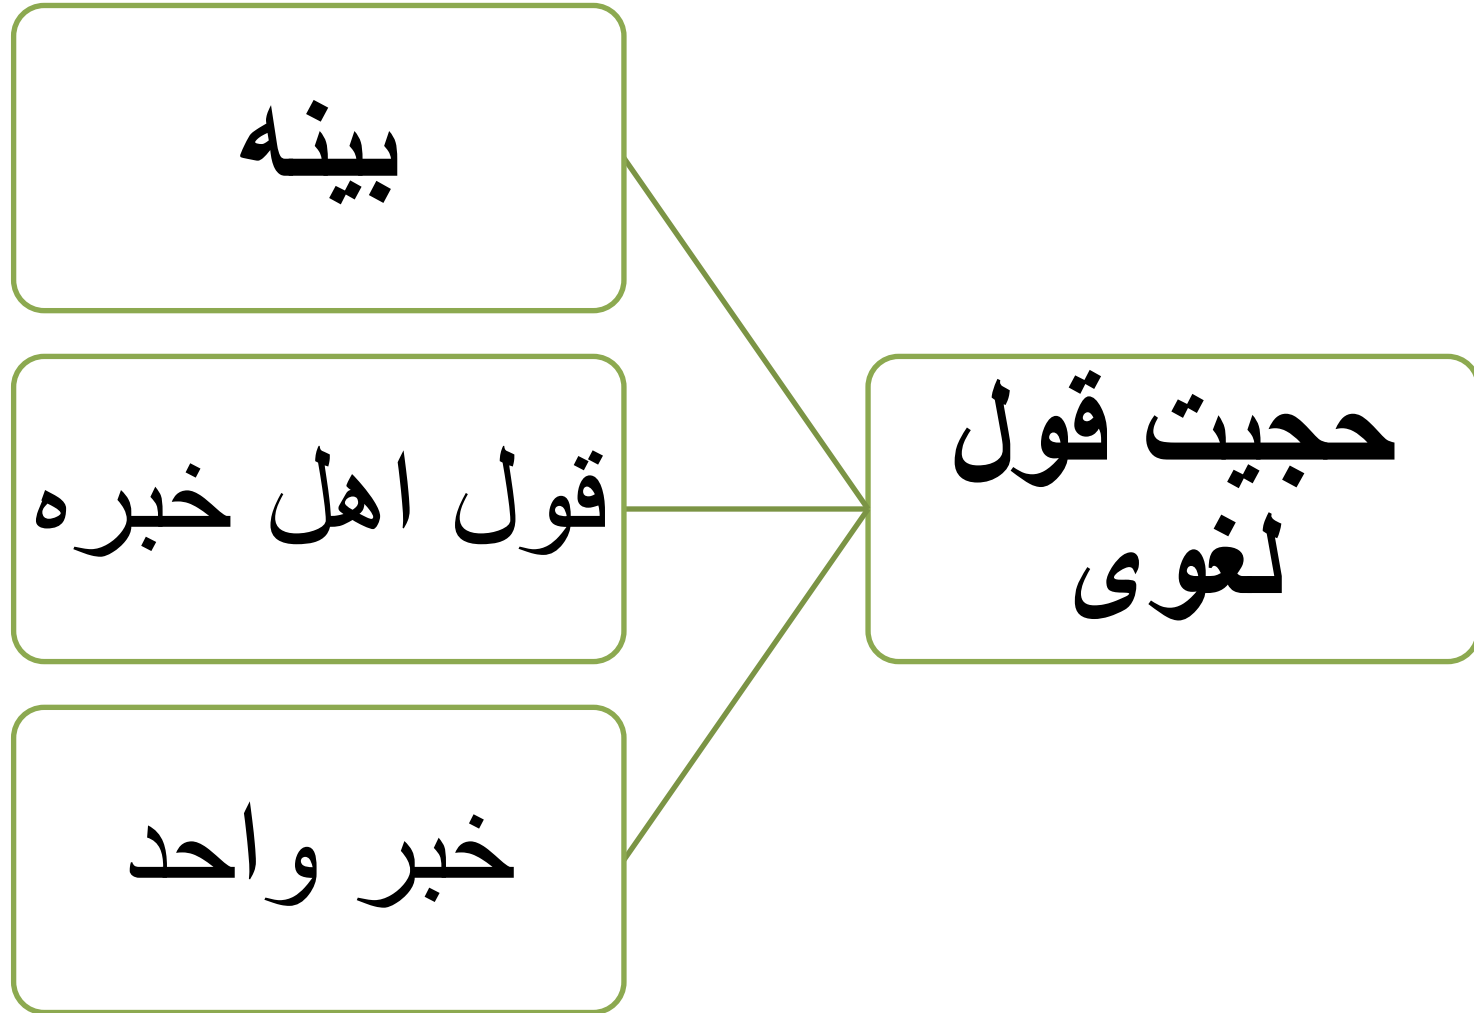 حجیت قول
لغوی
بینه
قول اهل خبره
خبر واحد